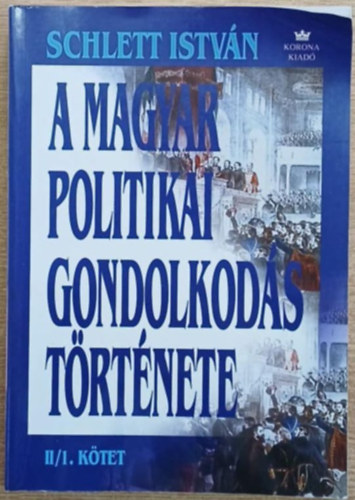 SCHLETT ISTVÁN
KORONA
KIADÓ
A MAGYAR
POLITIKAI
GONDOLKODÁS
TÖRTÉNETE
II/1. KÖTET